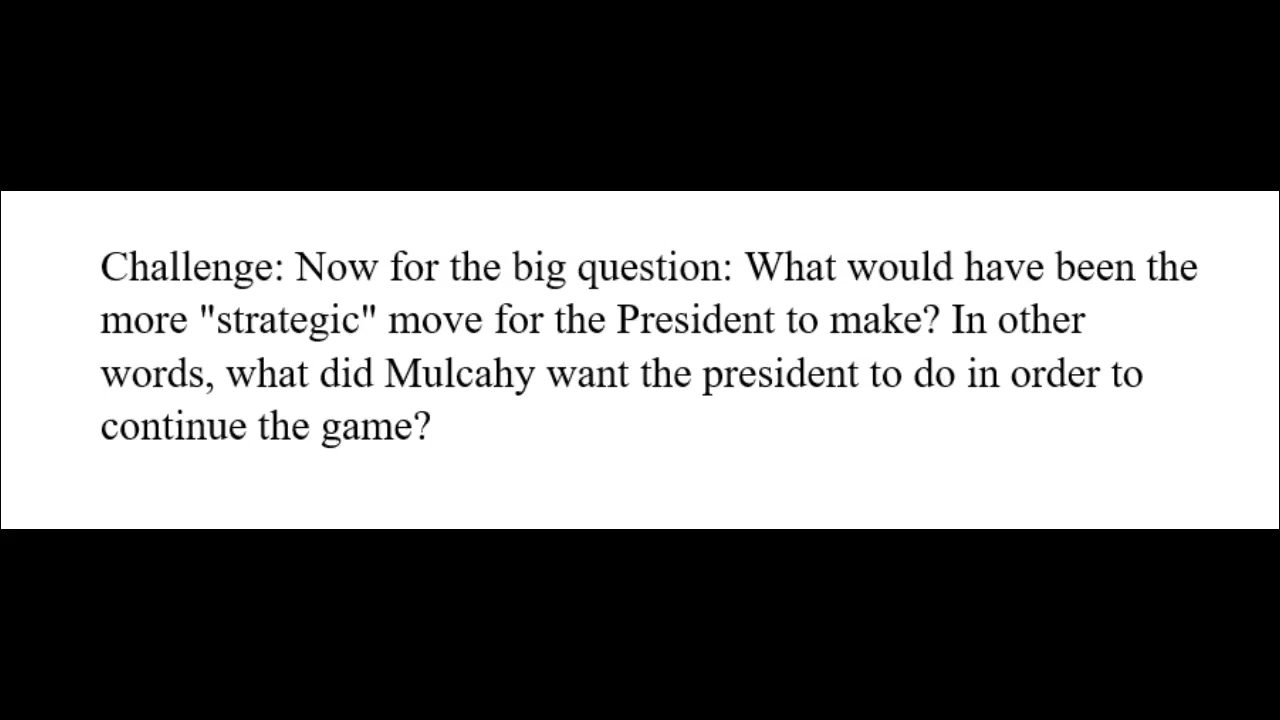 Challenge: Now for the big question: What would have been the
more "strategic" move for the President to make? In other
words, what did Mulcahy want the president to do in order to
continue the game?